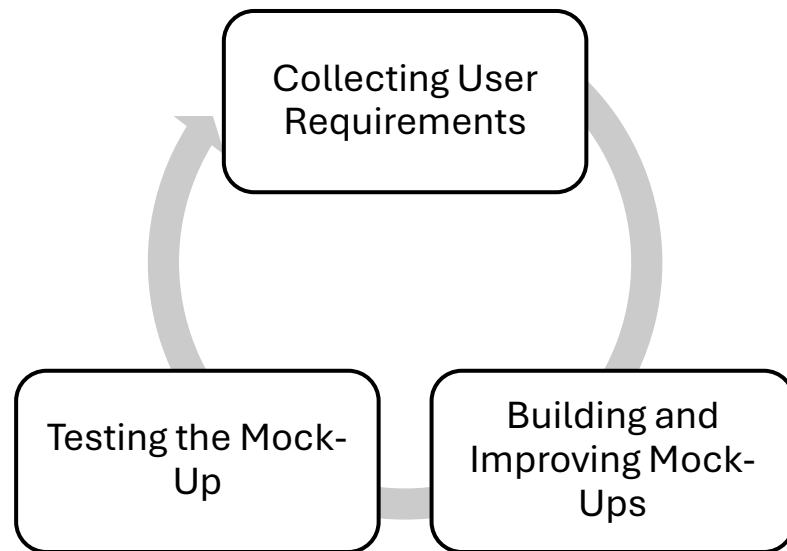 Collecting User
Requirements
Building and
Improving Mock-
Ups
Testing the Mock-
Up